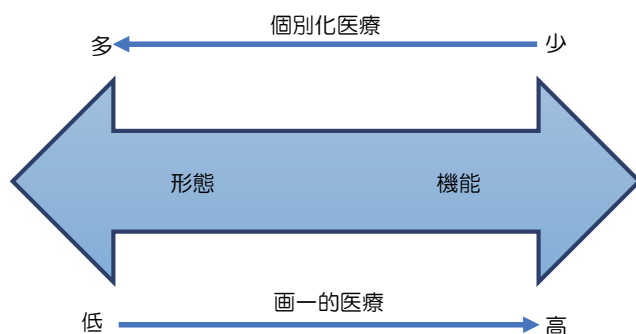 個別化医療
多 少
形態 機能
画一的医療
低 高